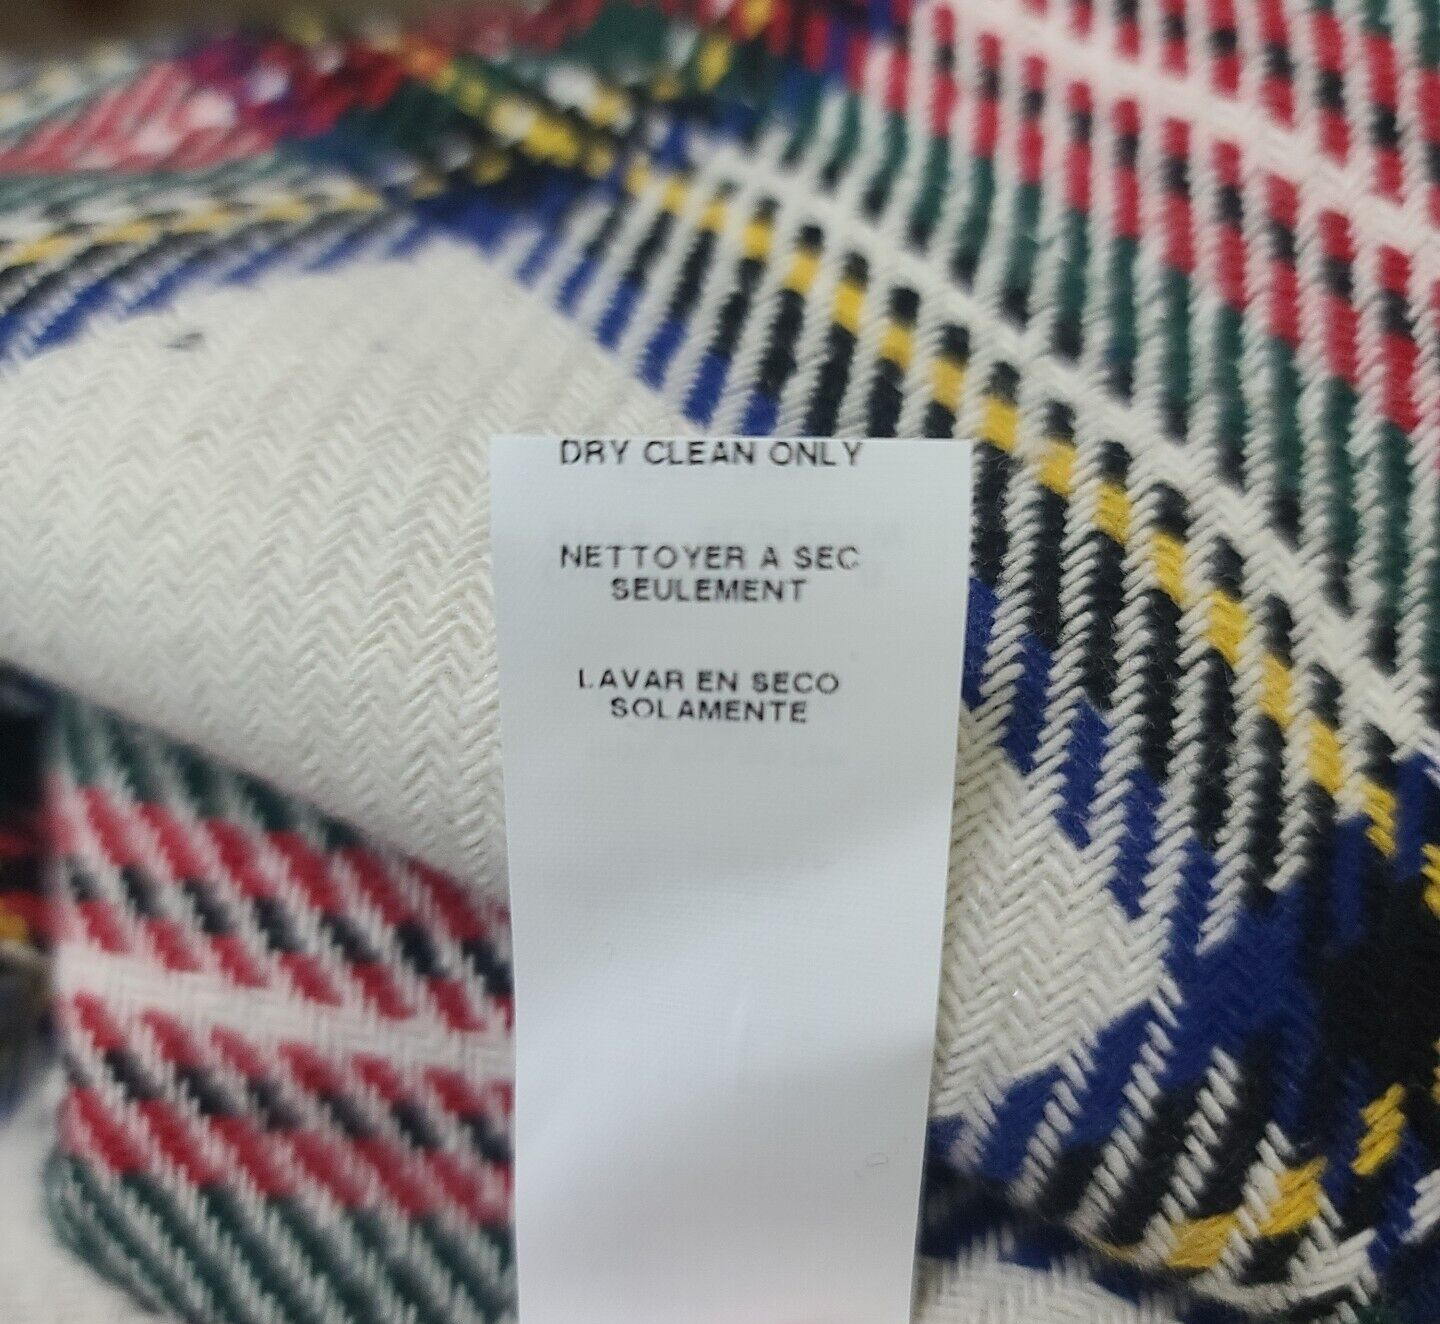 DRY CLEAN ONLY
NETTOYER A SEC
SEULEMENT
LAVAR EN SECO
SOLAMENTE